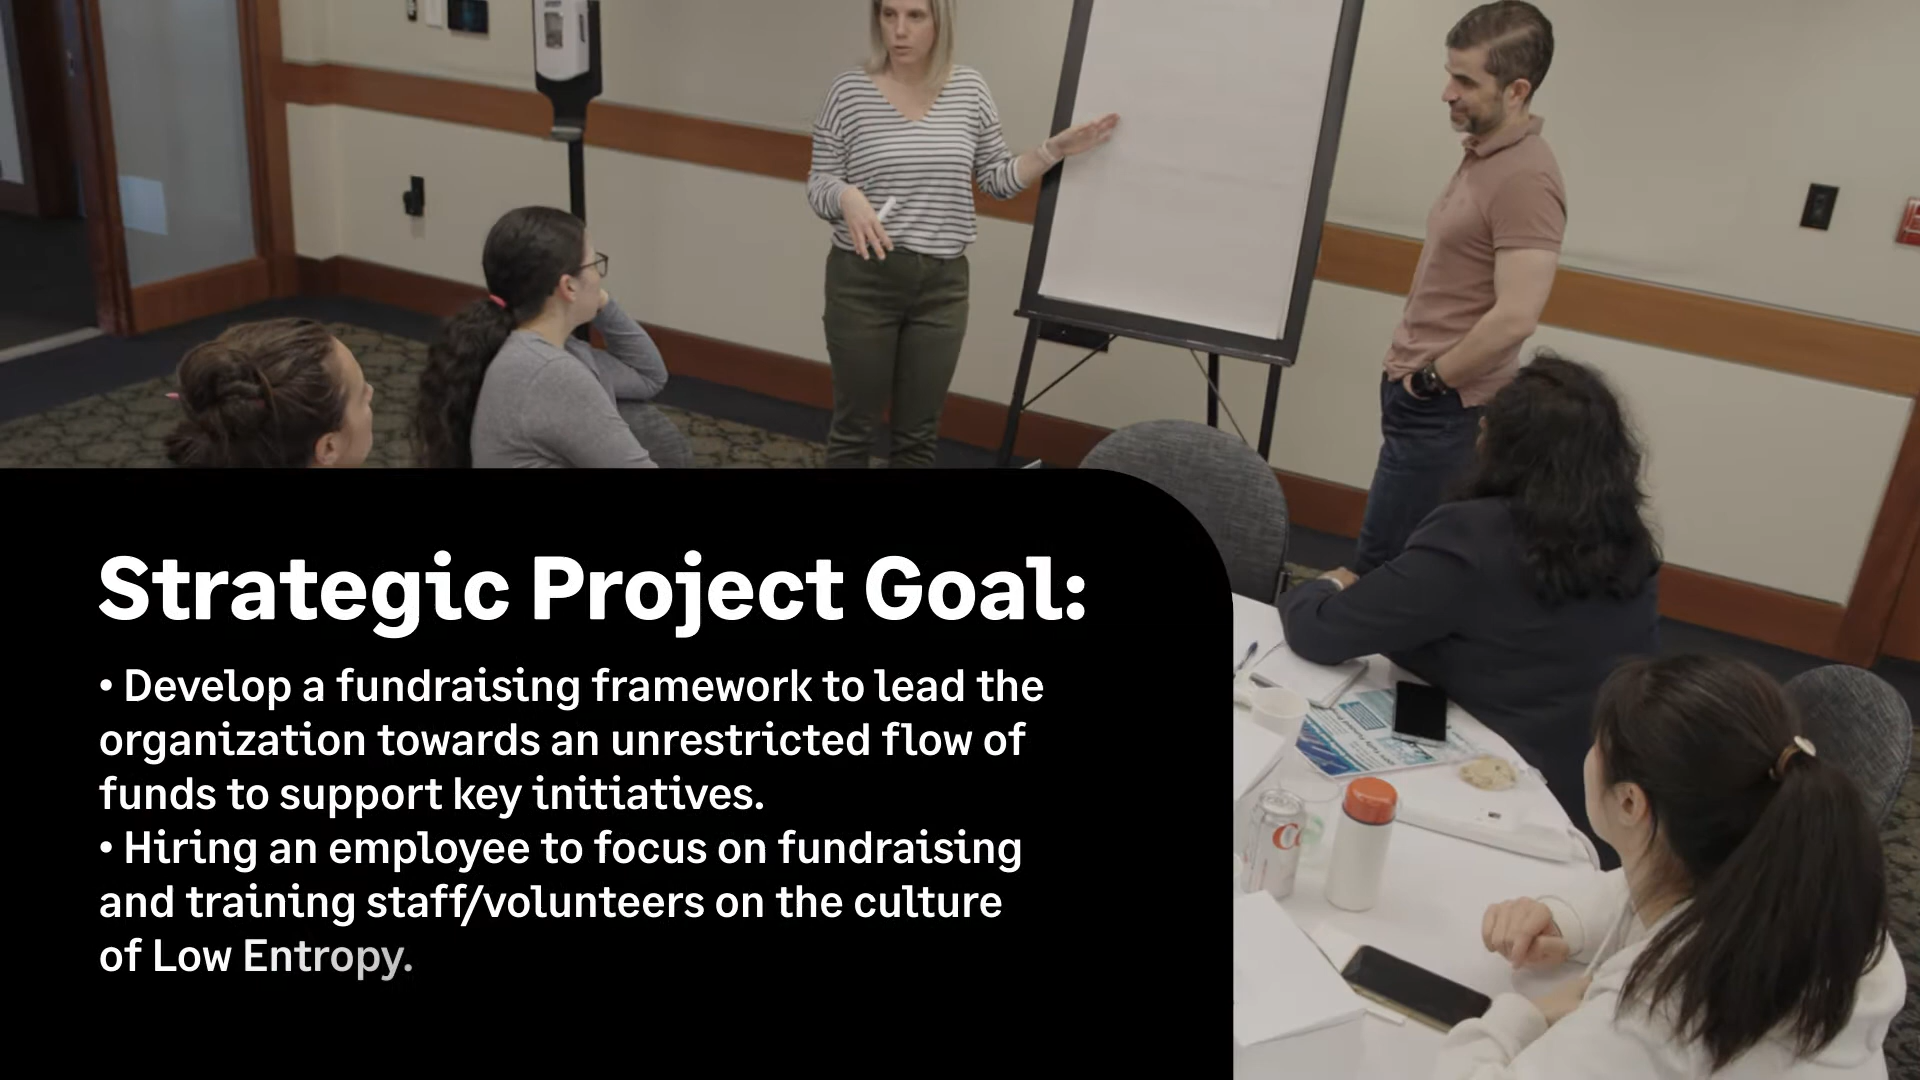 Strategic Project Goal:
• Develop a fundraising framework to lead the
organization towards an unrestricted flow of
funds to support key initiatives.
• Hiring an employee to focus on fundraising
and training staff/volunteers on the culture
of Low Entropy.